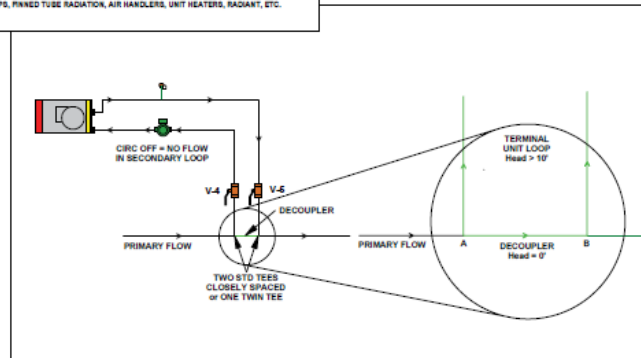 PS, FINNED TUBE RADIATION, AIR HANDLERS, UNIT HEATERS, RADIANT, ETC.
CIRC OFF = NO FLOW
IN SECONDARY LOOP
V-4
V-5
DECOUPLER
PRIMARY FLOW
TWO STD TEES
CLOSELY SPACED
or ONE TWIN TEE
TERMINAL
UNIT LOOP
Head > 10'
PRIMARY FLOW
A
DECOUPLER
Head = 0'
B